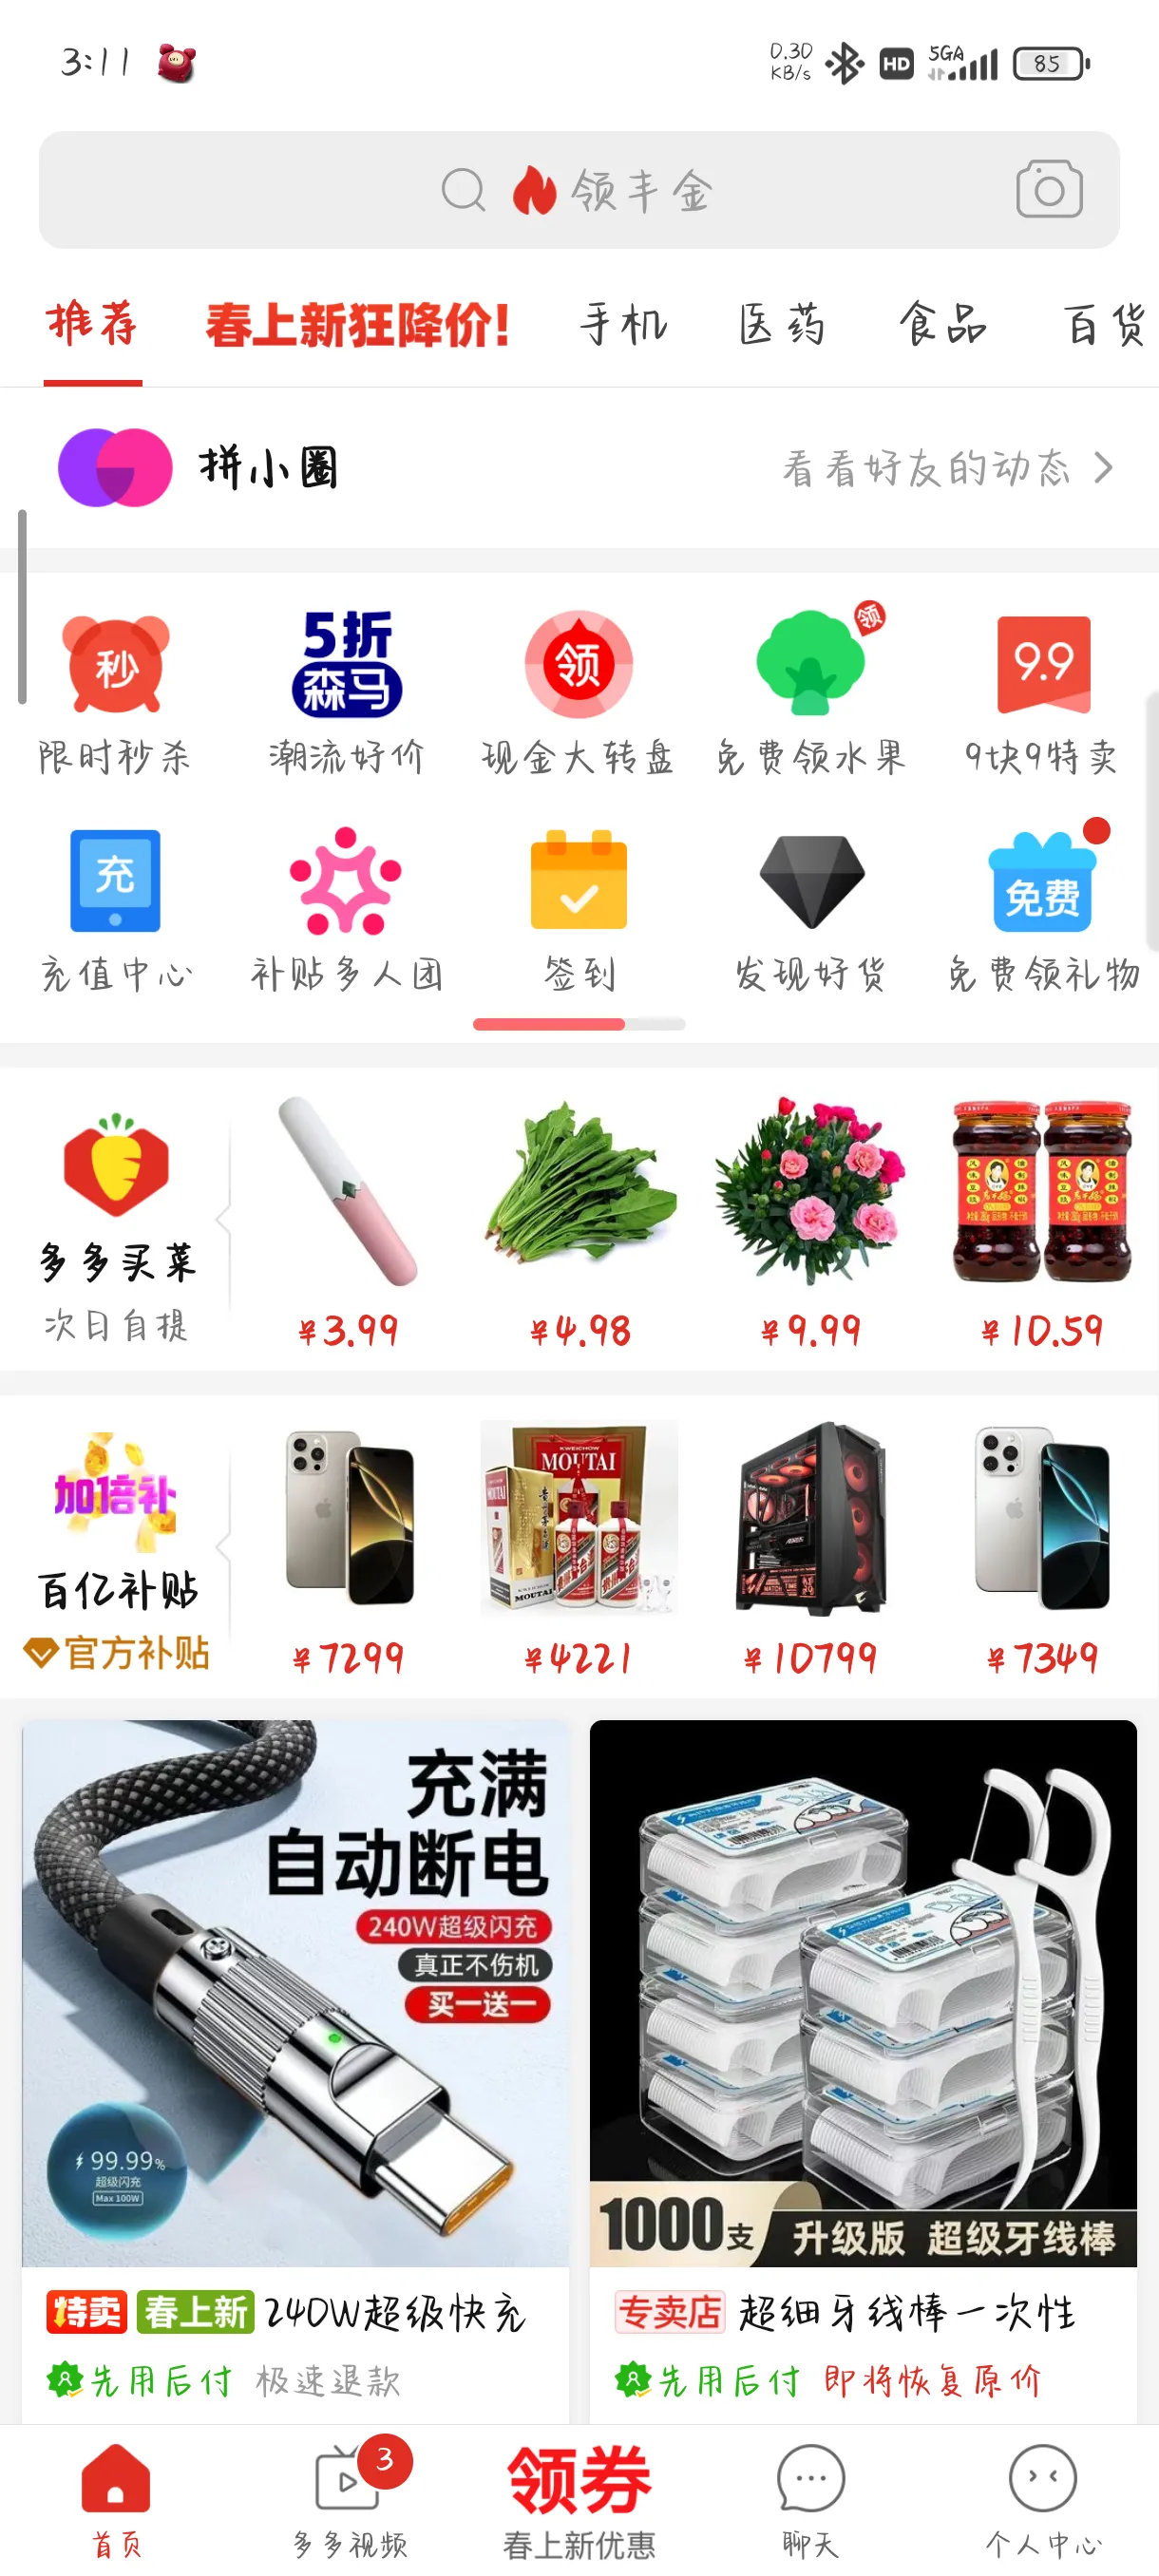 3:11
0.30 KB/s HD 5GA 85
领丰金
推荐 春上新狂降价! 手机 医药 食品 百货
拼小圈 看看好友的动态
秒 5折 森马 领 领 9.9
限时秒杀 潮流好价 现金大转盘 免费领水果 9块9特卖
充 免费
充值中心 补贴多人团 签到 发现好货 免费领礼物
多多买菜
次日自提
¥3.99 ¥4.98 ¥9.99 ¥10.59
加1倍补
KWEICHOW
MOUTAI
MOUTAI
百亿补贴
官方补贴
¥7299 ¥4221 ¥10799 ¥7349
充满
自动断电
240W超级闪充
真正不伤机
买一送一
99.99%
超级闪充
Max 100W
1000支 升级版 超级牙线棒
特卖 春上新 240W超级快充
先用后付 极速退款
专卖店 超细牙线棒一次性
先用后付 即将恢复原价
3
领券
首页 多多视频 春上新优惠 聊天 个人中心